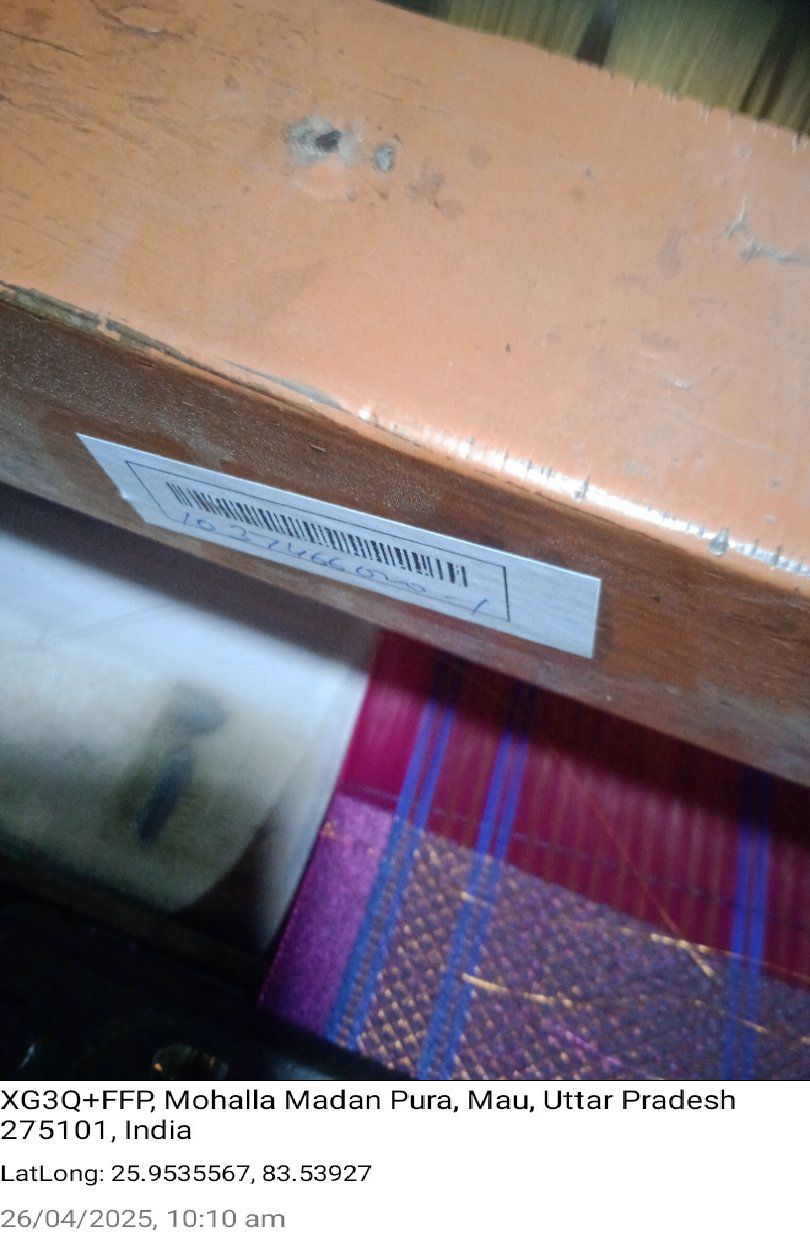 XG3Q+FFP, Mohalla Madan Pura, Mau, Uttar Pradesh
275101, India
LatLong: 25.9535567, 83.53927
26/04/2025, 10:10 am